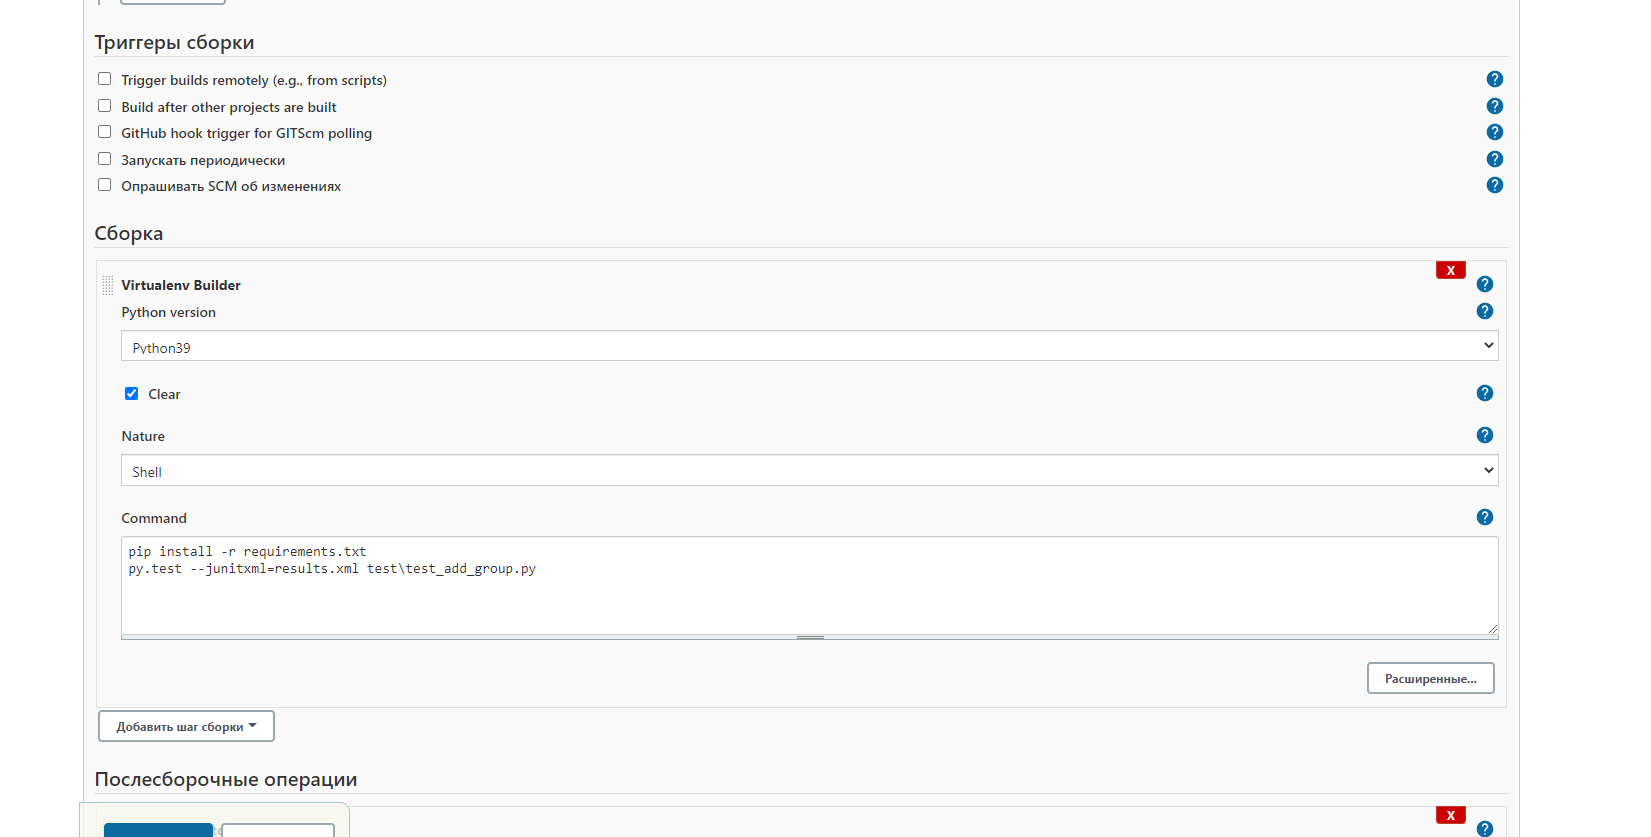 Триггеры сборки
Trigger builds remotely (e.g., from scripts)
?
Build after other projects are built
?
GitHub hook trigger for GITScm polling
?
Запускать периодически
?
Опрашивать SCM об изменениях
?
Сборка
X
Virtualenv Builder
?
Python version
?
Python39
Clear
?
Nature
?
Shell
Command
?
pip install -r requirements.txt
py.test --junitxml=results.xml test\test_add_group.py
Расширенные...
Добавить шаг сборки
Послесборочные операции
X
?